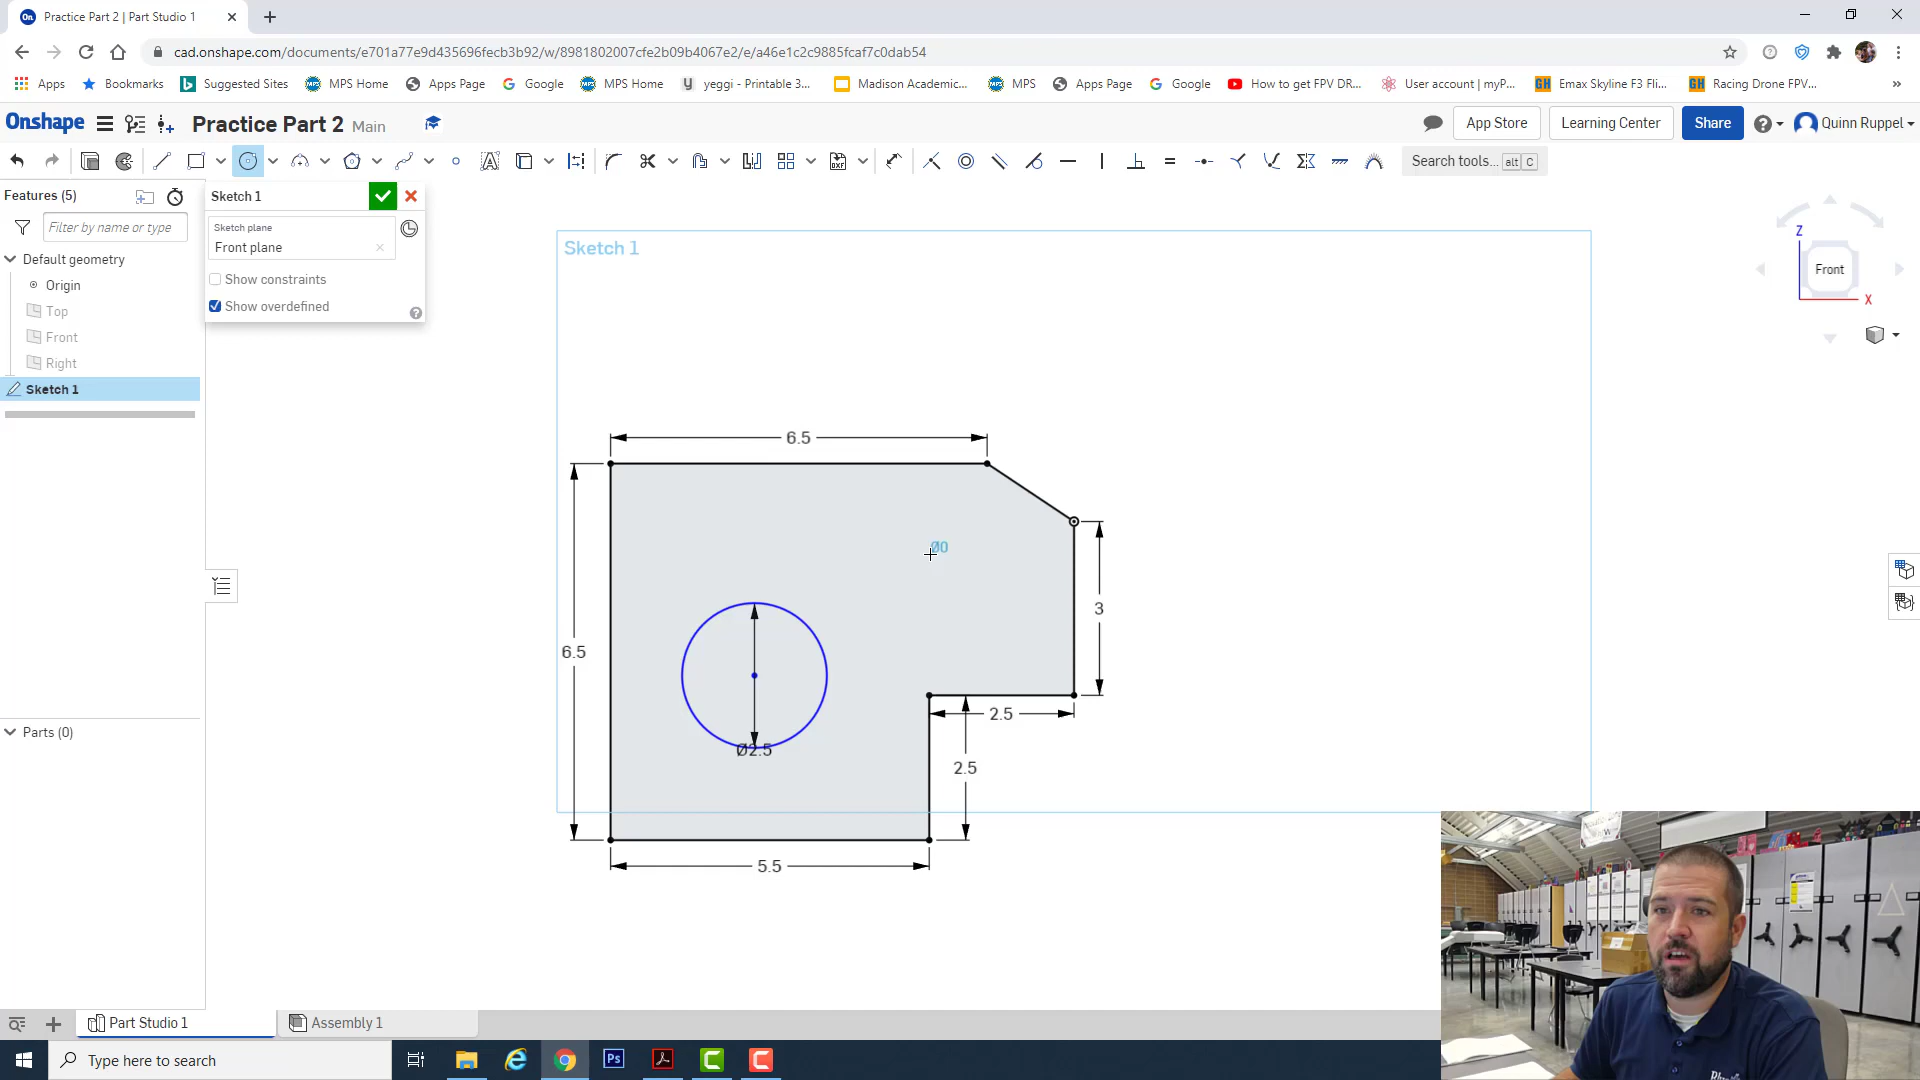 Practice Part 2 | Part Studio 1
cad.onshape.com/documents/e701a77e9d435696fecb3b92/w/8981802007cfe2b09b4067e2/e/a46e1c2c9885fcaf7c0dab54
Apps Bookmarks Suggested Sites MPS Home Apps Page Google MPS Home yeggi - Printable 3... Madison Academic... MPS Apps Page Google How to get FPV DR... User account | myP... Emax Skyline F3 Fli... Racing Drone FPV...
Onshape Practice Part 2 Main App Store Learning Center Share Quinn Ruppel
Search tools... alt C
Features (5)
Filter by name or type
Default geometry
Origin
Top
Front
Right
Sketch 1
Parts (0)
Sketch 1
Sketch plane
Front plane
Show constraints
Show overdefined
Sketch 1
Z
Front
X
6.5
Ø0
3
6.5
2.5
Ø2.5
2.5
5.5
Part Studio 1 Assembly 1
Type here to search